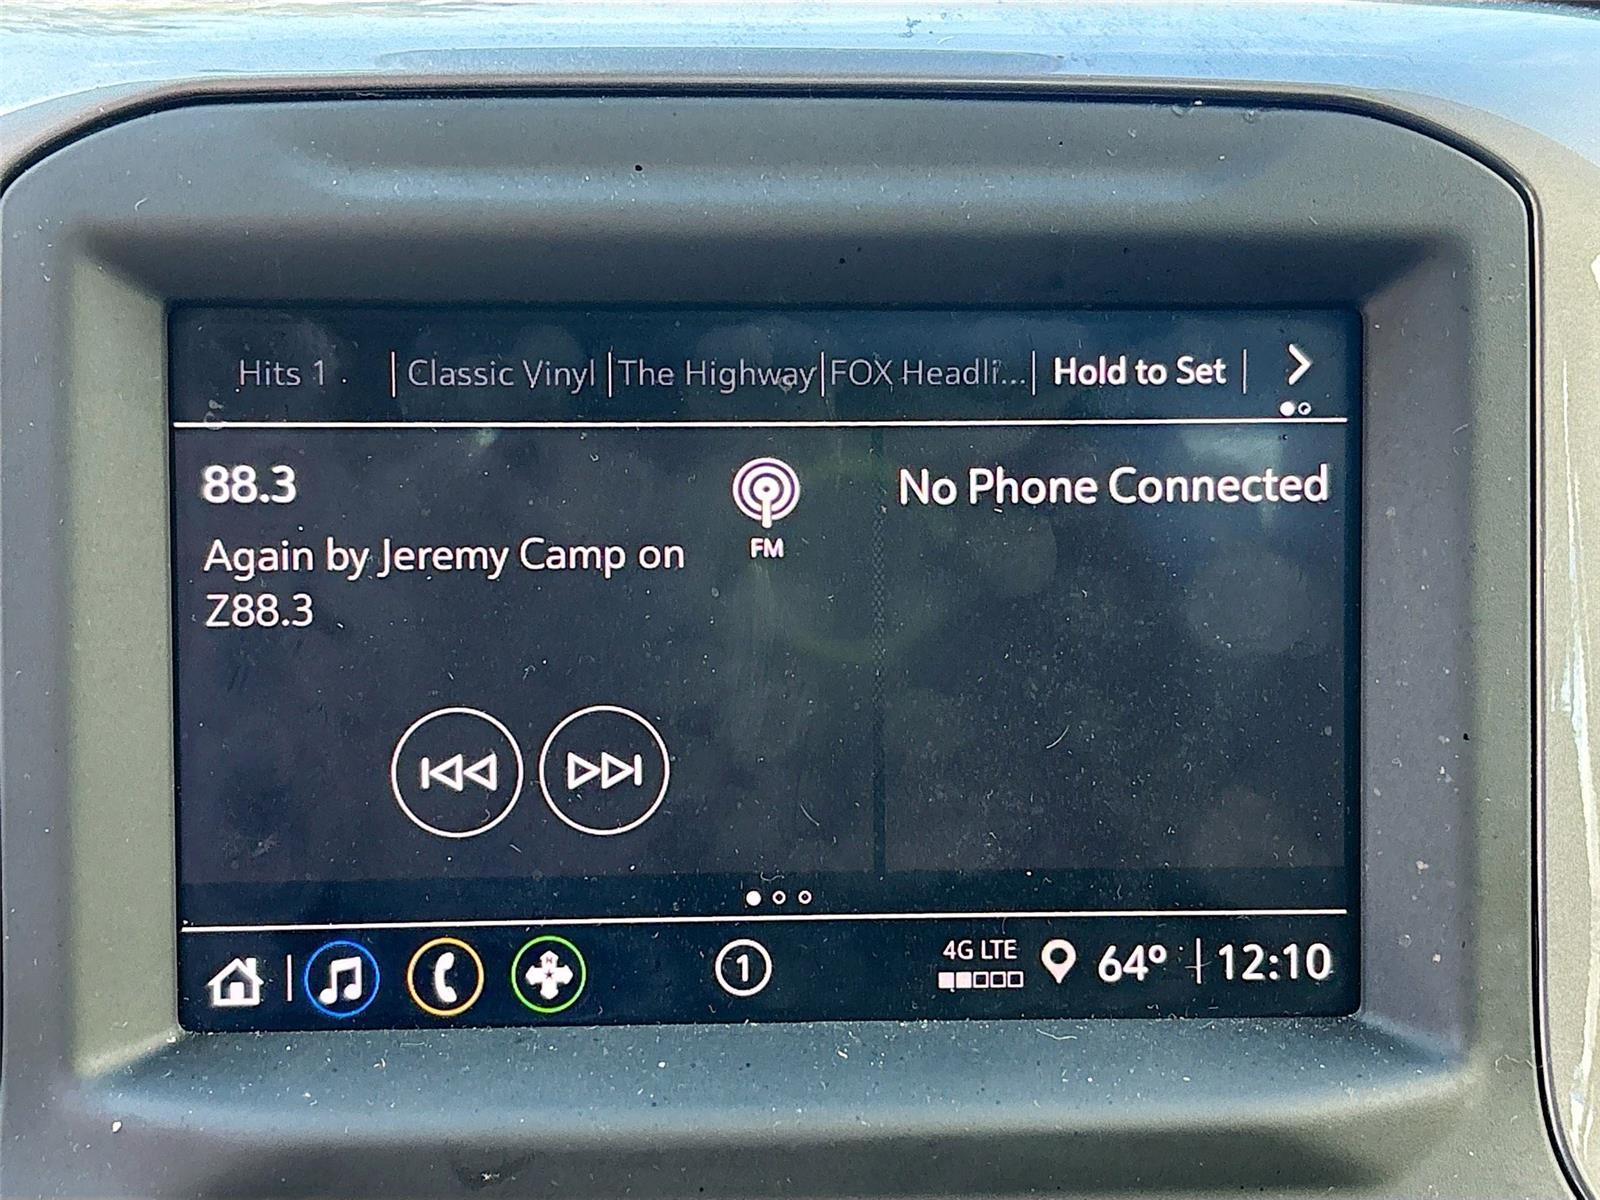 Hits 1
Classic Vinyl
The Highway
FOX Headli...
Hold to Set
88.3
FM
No Phone Connected
Again by Jeremy Camp on
Z88.3
1
4G LTE
64°
12:10